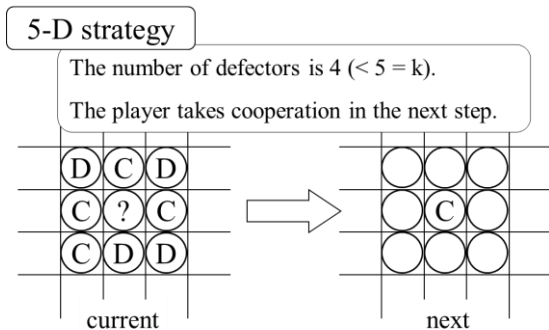 5-D strategy
The number of defectors is 4 (< 5 = k).
The player takes cooperation in the next step.
D C D
C ? C
C
C D D
current
next